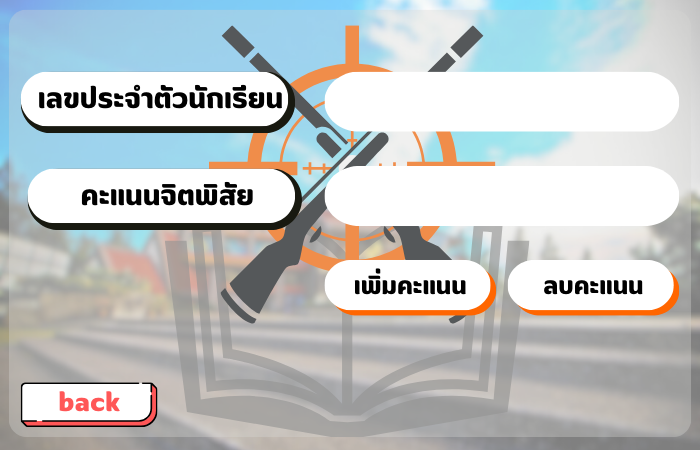 เลขประจำตัวนักเรียน
คะแนนจิตพิสัย
เพิ่มคะแนน
ลบคะแนน
back